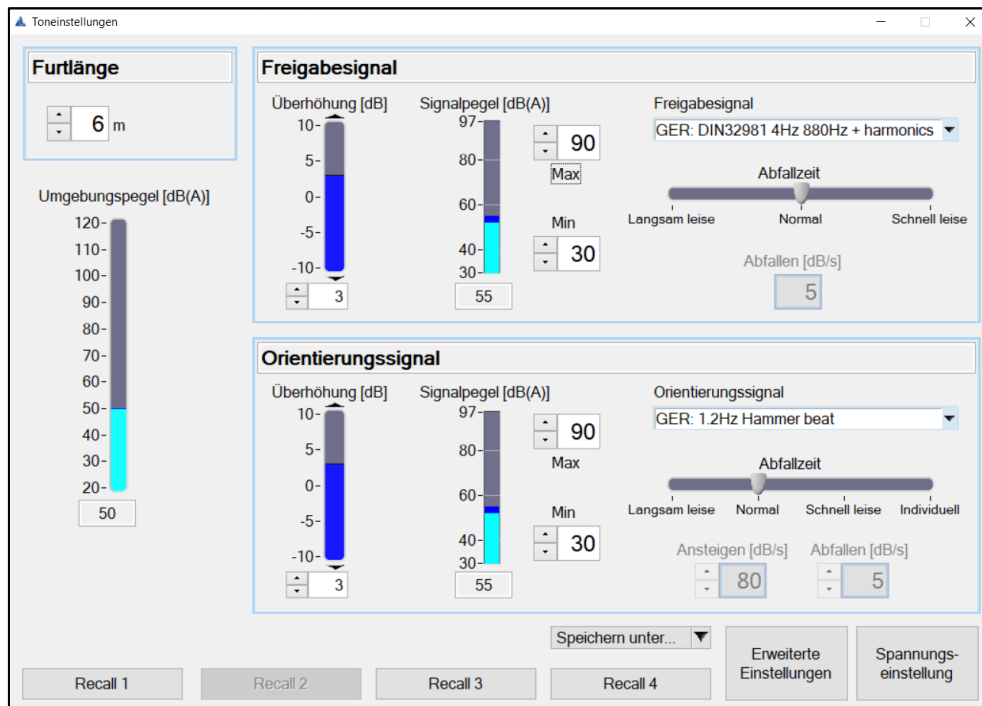 Toneinstellungen
Furtlänge
6 m
Umgebungspegel [dB(A)]
120
110
100
90
80
70
60
50
40
30
20
50
Freigabesignal
Überhöhung [dB]
10
5
0
-5
-10
3
Signalpegel [dB(A)]
97
80
60
40
30
55
90
Max
Min
30
Freigabesignal
GER: DIN32981 4Hz 880Hz + harmonics
Abfallzeit
Langsam leise Normal Schnell leise
Abfallen [dB/s]
5
Orientierungssignal
Überhöhung [dB]
10
5
0
-5
-10
3
Signalpegel [dB(A)]
97
80
60
40
30
55
90
Max
Min
30
Orientierungssignal
GER: 1.2Hz Hammer beat
Abfallzeit
Langsam leise Normal Schnell leise Individuell
Ansteigen [dB/s] Abfallen [dB/s]
80 5
Speichern unter...
Erweiterte
Einstellungen
Spannungs-
einstellung
Recall 1 Recall 2 Recall 3 Recall 4